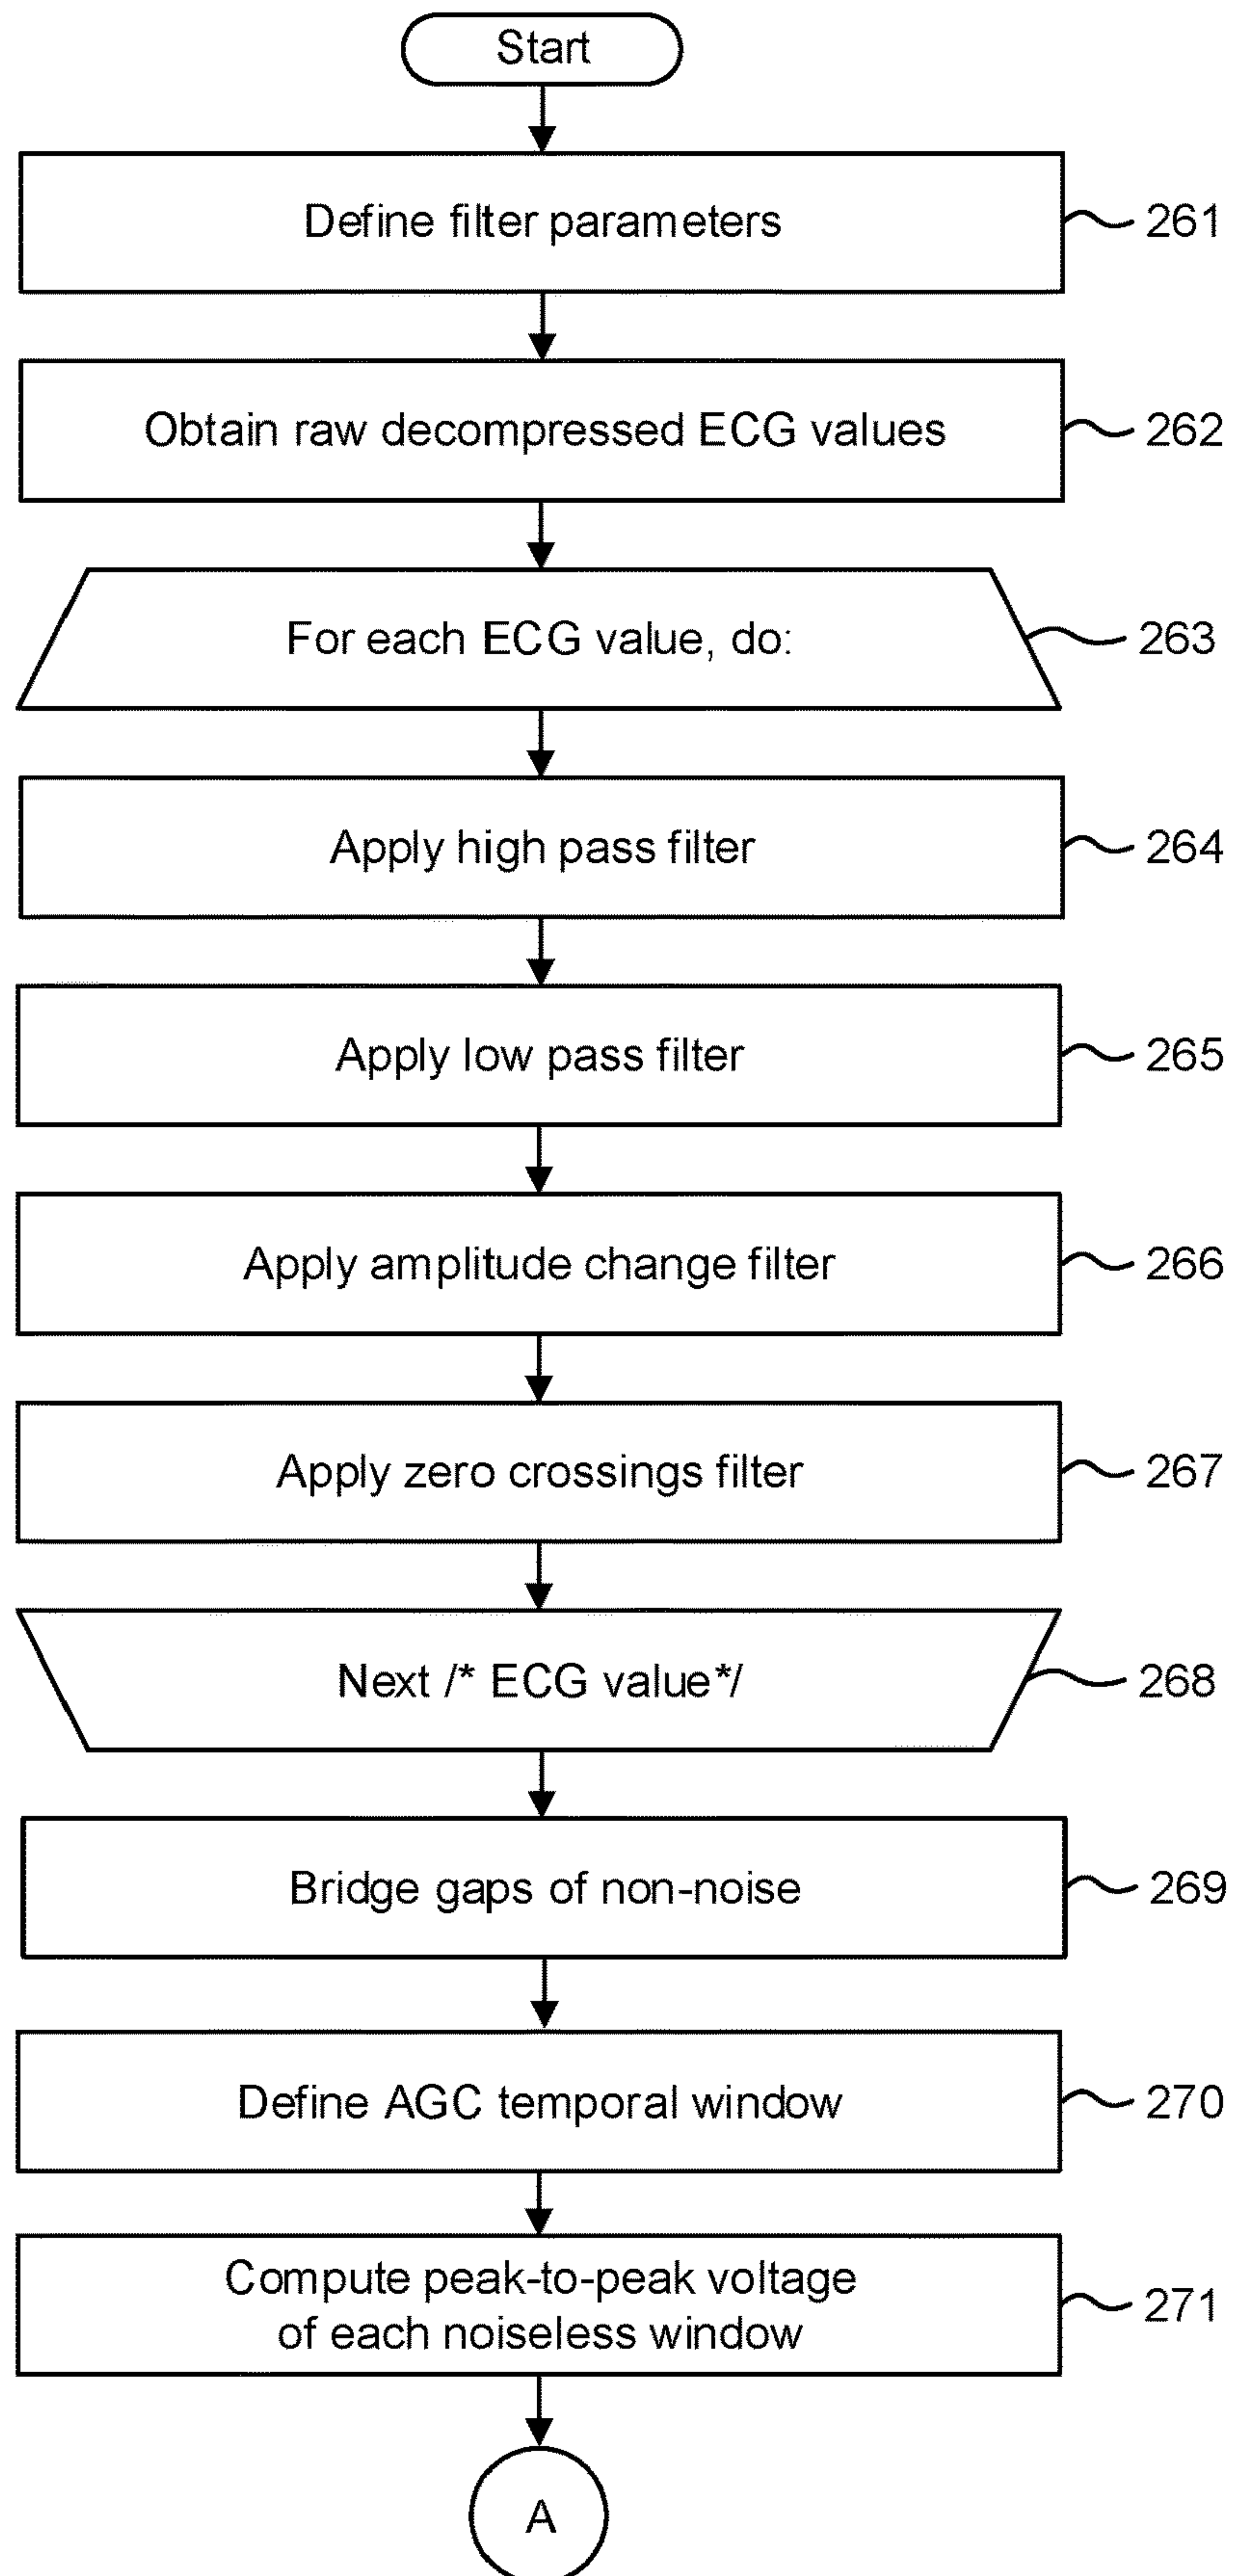 Start
Define filter parameters
261
Obtain raw decompressed ECG values
262
For each ECG value, do:
263
Apply high pass filter
264
Apply low pass filter
265
Apply amplitude change filter
266
Apply zero crossings filter
267
Next /* ECG value*/
268
Bridge gaps of non-noise
269
Define AGC temporal window
270
Compute peak-to-peak voltage
of each noiseless window
271
A